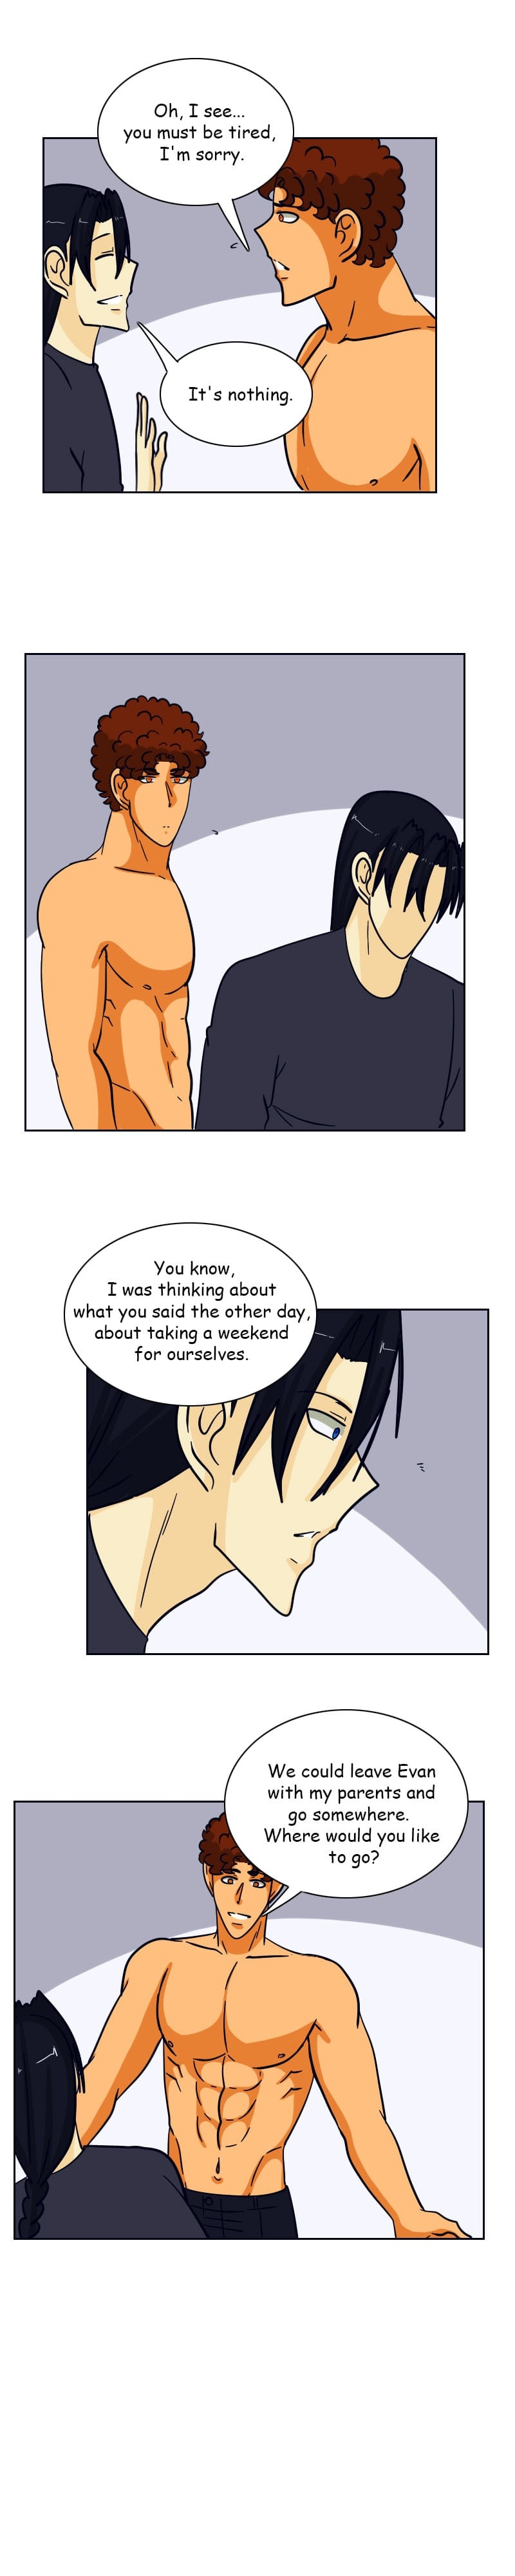 Oh, I see...
you must be tired,
I'm sorry.
It's nothing.
You know,
I was thinking about
what you said the other day,
about taking a weekend
for ourselves.
We could leave Evan
with my parents and
go somewhere.
Where would you like
to go?